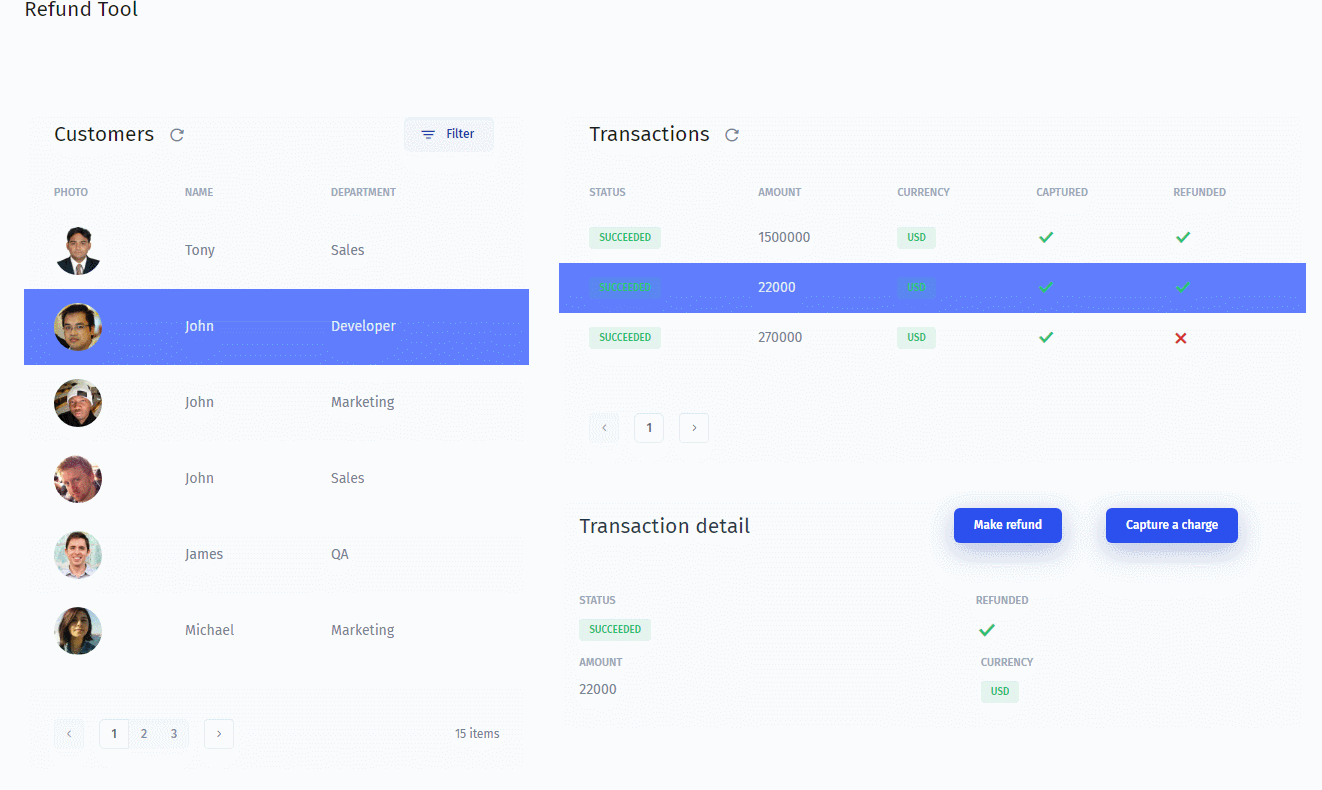 Refund Tool
Customers
Filter
PHOTO NAME DEPARTMENT
Tony Sales
John Developer
John Marketing
John Sales
James QA
Michael Marketing
1 2 3
15 items
Transactions
STATUS AMOUNT CURRENCY CAPTURED REFUNDED
SUCCEEDED 1500000 USD
SUCCEEDED 22000 USD
SUCCEEDED 270000 USD
1
Transaction detail
Make refund
Capture a charge
STATUS REFUNDED
SUCCEEDED
AMOUNT CURRENCY
22000 USD